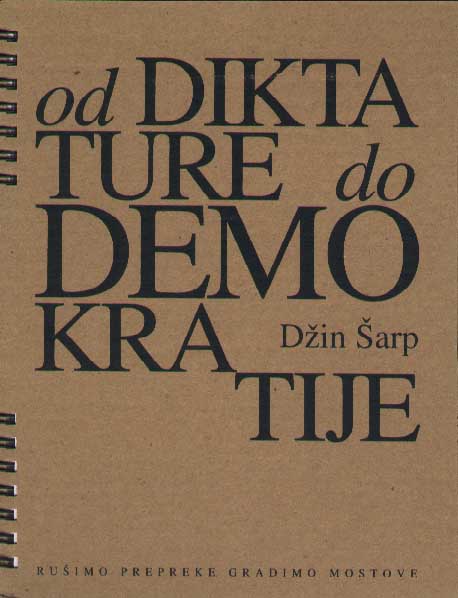 od DIKTA
TURE do
DEMO
KRA Džin Šarp
TIJE
RUŠIMO PREPREKE GRADIMO MOSTOVE